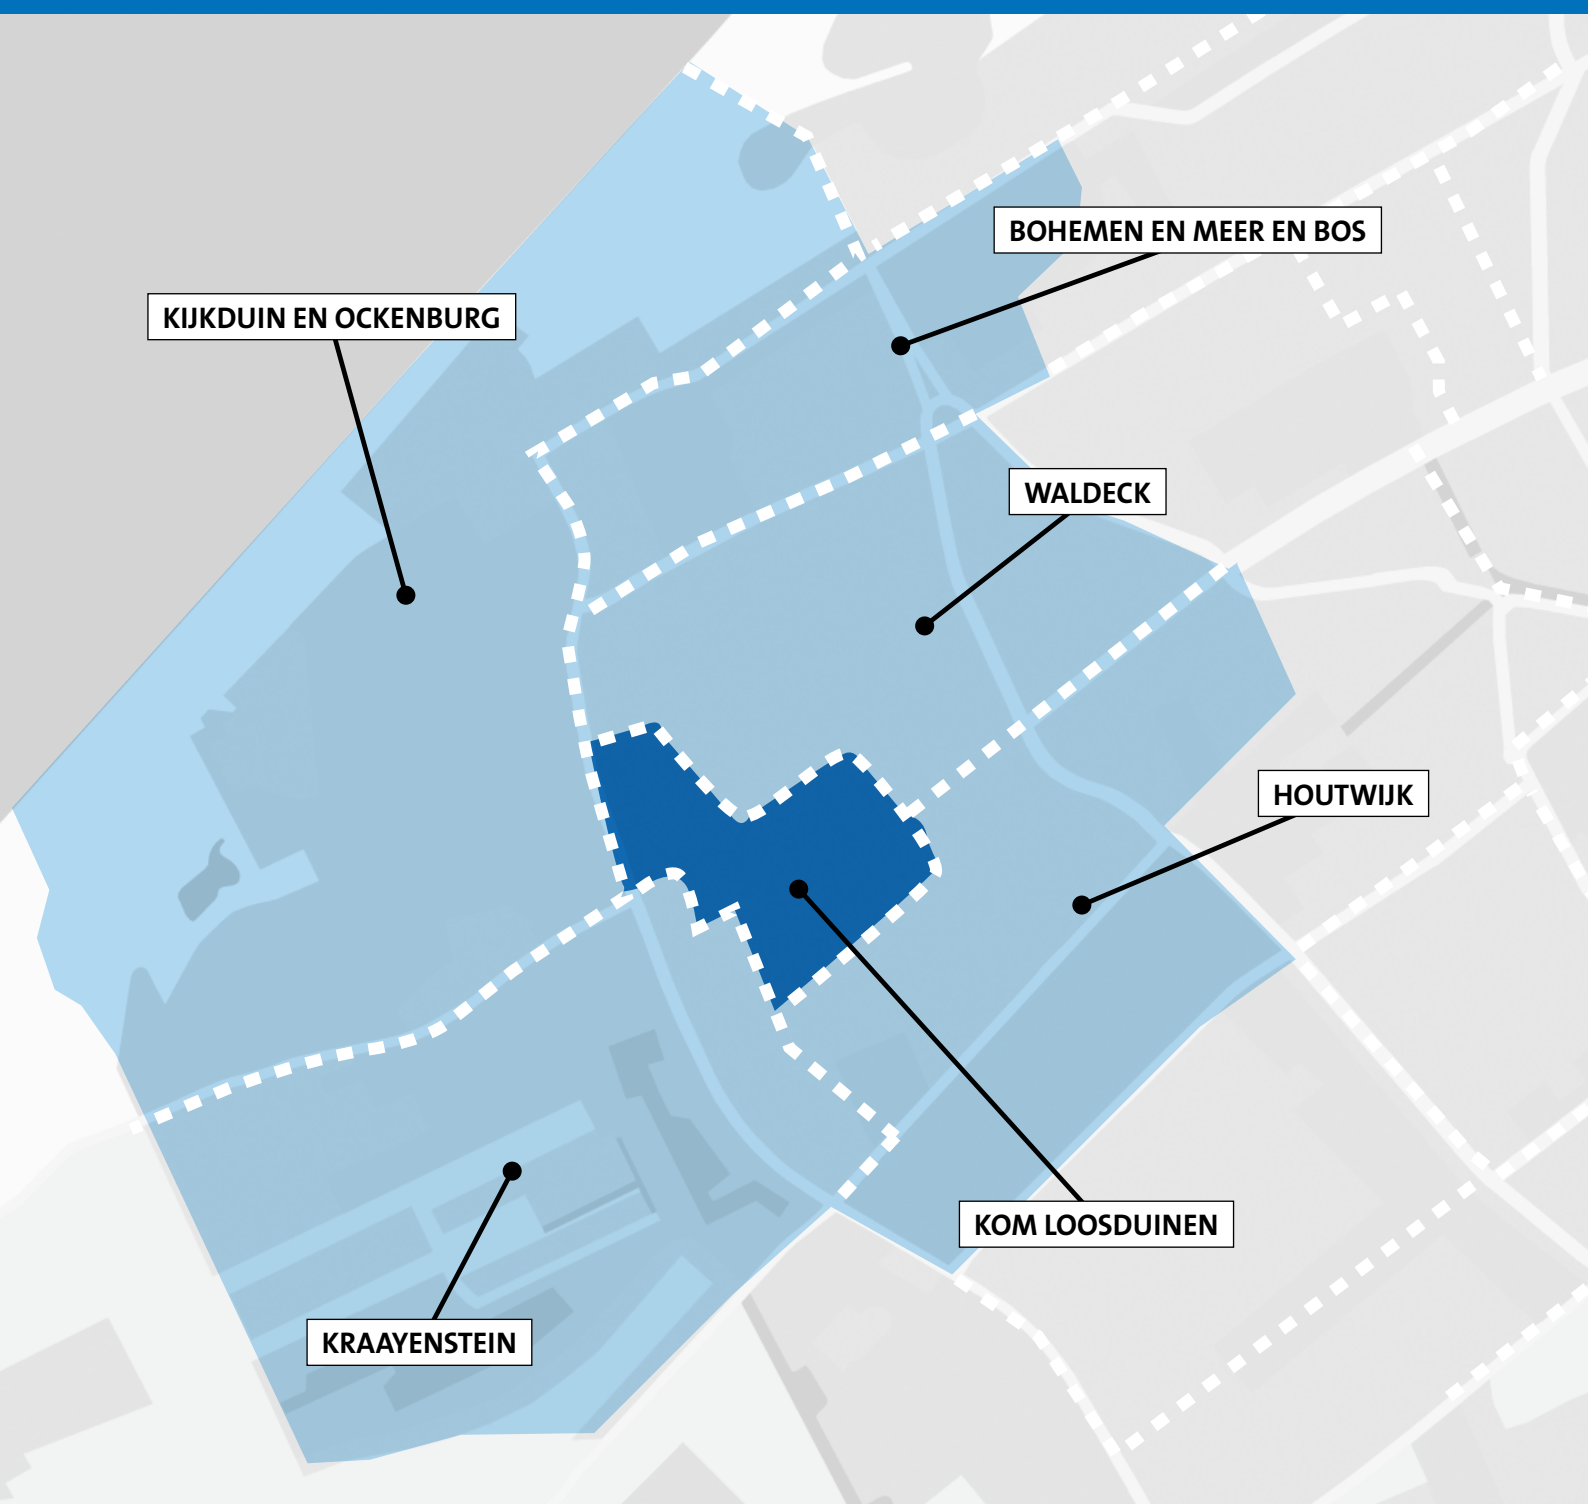 BOHEMEN EN MEER EN BOS
KIJKDUIN EN OCKENBURG
WALDECK
HOUTWIJK
KOM LOOSDUINEN
KRAAYENSTEIN